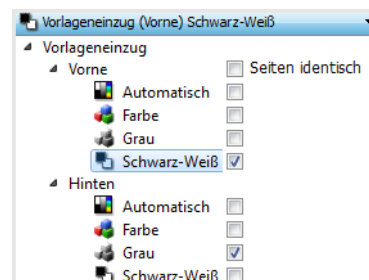 Vorlageneinzug (Vorne) Schwarz-Weiß
Vorlageneinzug
Vorne Seiten identisch
Automatisch
Farbe
Grau
Schwarz-Weiß
Hinten
Automatisch
Farbe
Grau
Schwarz-Weiß